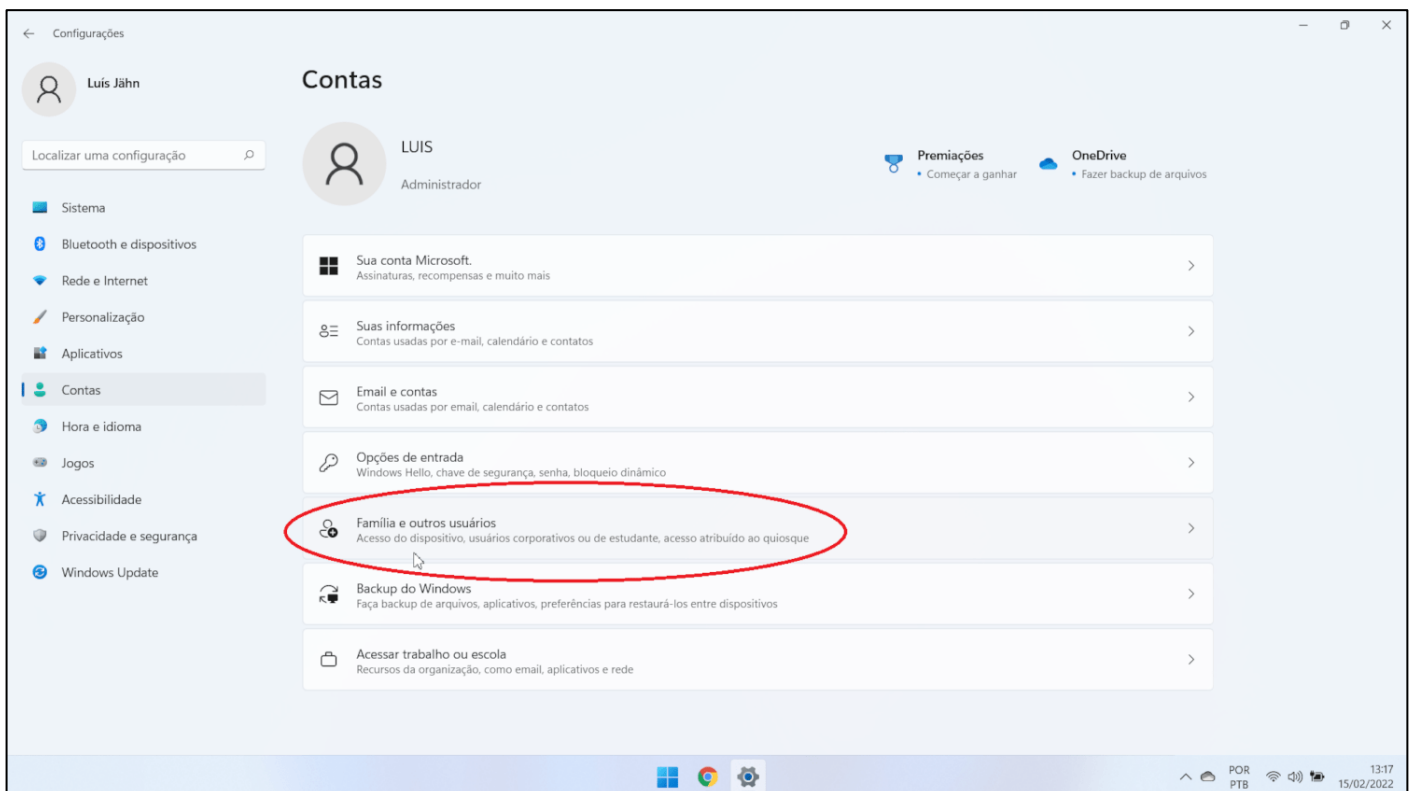 Configurações
Luís Jähn
Localizar uma configuração
Sistema
Bluetooth e dispositivos
Rede e Internet
Personalização
Aplicativos
Contas
Hora e idioma
Jogos
Acessibilidade
Privacidade e segurança
Windows Update
Contas
LUIS
Administrador
Premiações
• Começar a ganhar
OneDrive
• Fazer backup de arquivos
Sua conta Microsoft.
Assinaturas, recompensas e muito mais
Suas informações
Contas usadas por e-mail, calendário e contatos
Email e contas
Contas usadas por email, calendário e contatos
Opções de entrada
Windows Hello, chave de segurança, senha, bloqueio dinâmico
Família e outros usuários
Acesso do dispositivo, usuários corporativos ou de estudante, acesso atribuído ao quiosque
Backup do Windows
Faça backup de arquivos, aplicativos, preferências para restaurá-los entre dispositivos
Acessar trabalho ou escola
Recursos da organização, como email, aplicativos e rede
POR
PTB
13:17
15/02/2022